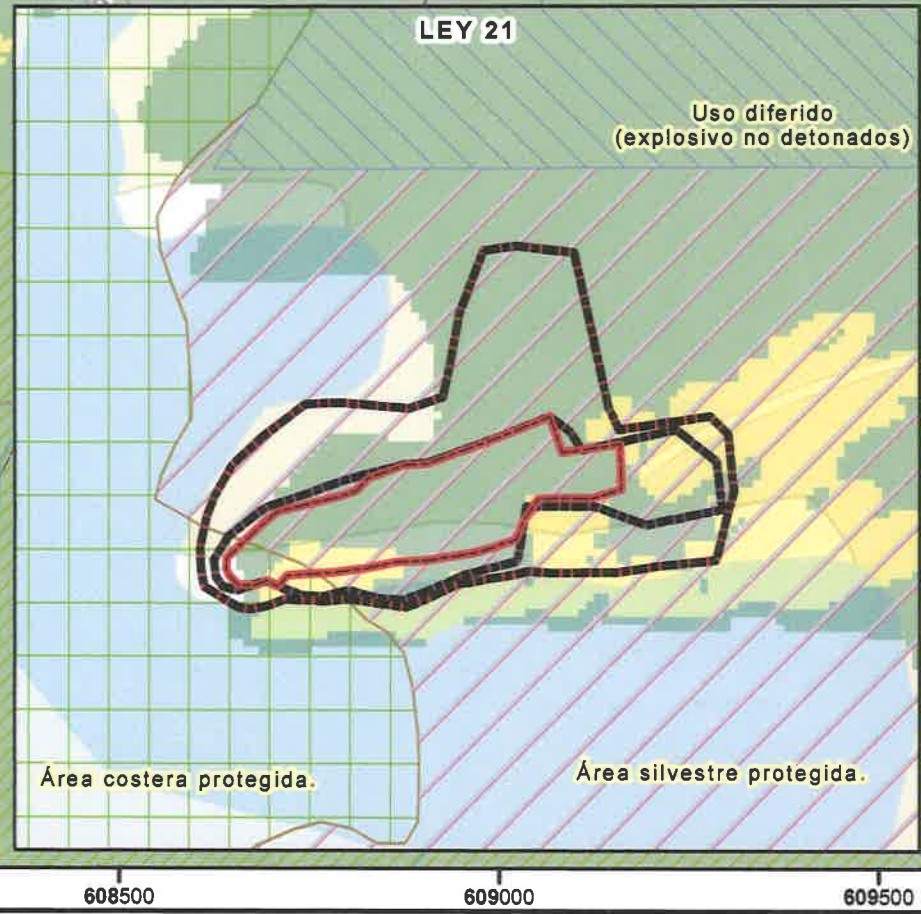 LEY 21
Uso diferido
(explosivo no detonados)
Área costera protegida.
Área silvestre protegida.
608500
609000
609500